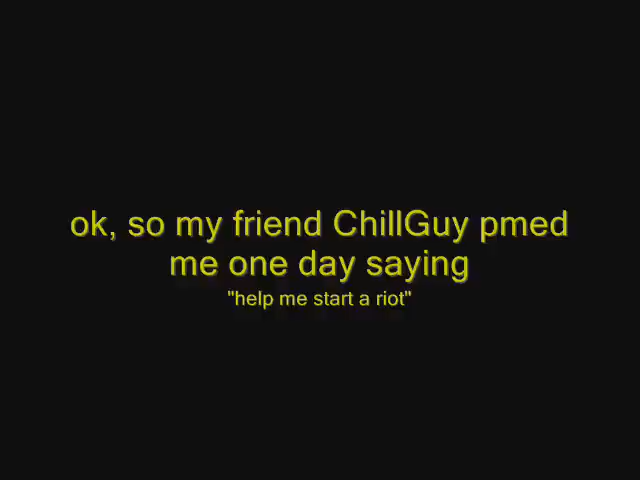 ok, so my friend ChillGuy pmed
me one day saying
"help me start a riot"